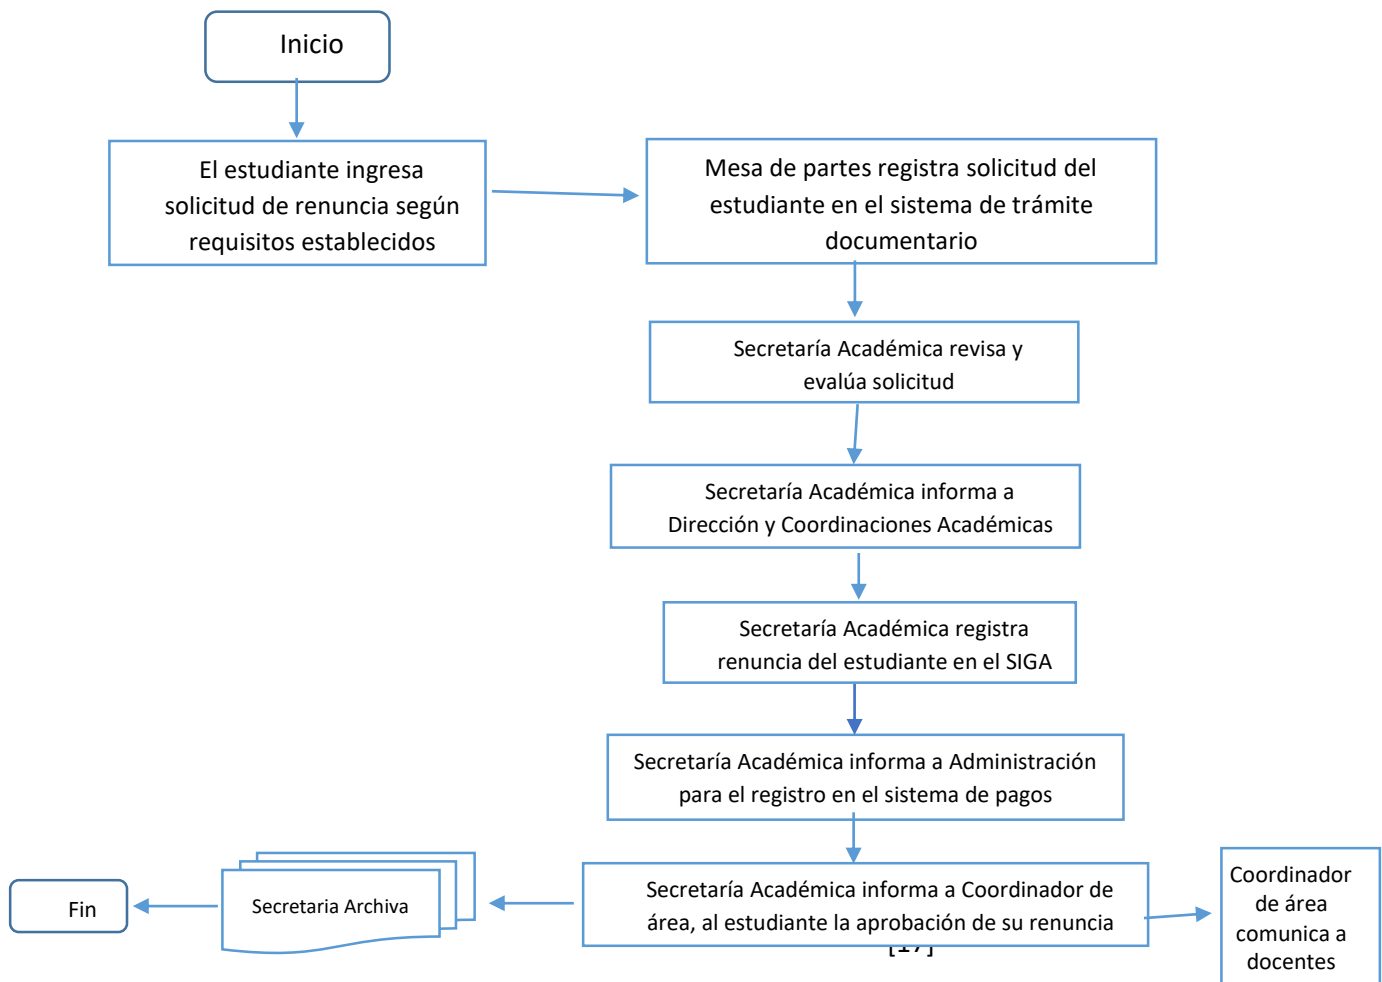 Inicio
El estudiante ingresa
solicitud de renuncia según
requisitos establecidos
Mesa de partes registra solicitud del
estudiante en el sistema de trámite
documentario
Secretaría Académica revisa y
evalúa solicitud
Secretaría Académica informa a
Dirección y Coordinaciones Académicas
Secretaría Académica registra
renuncia del estudiante en el SIGA
Secretaría Académica informa a Administración
para el registro en el sistema de pagos
Secretaría Académica informa a Coordinador de
área, al estudiante la aprobación de su renuncia
Coordinador
de área
comunica a
docentes
Secretaria Archiva
Fin
[17]